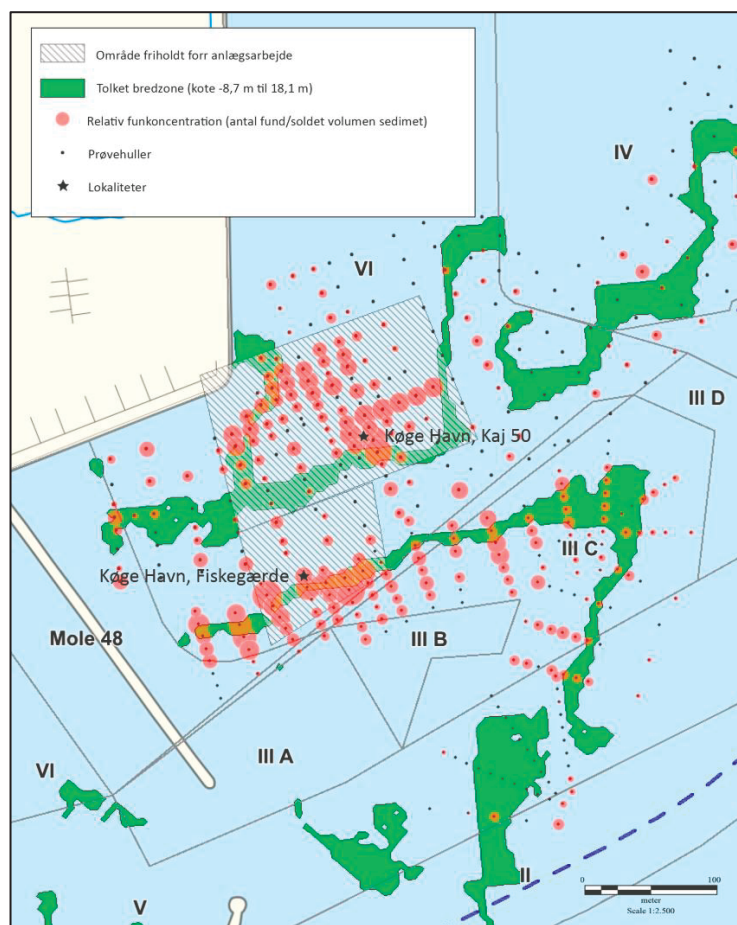 Område friholdt forr anlægsarbejde
Tolket bredzone (kote -8,7 m til 18,1 m)
Relativ funkoncentration (antal fund/soldet volumen sedimet)
Prøvehuller
Lokaliteter
IV
VI
III D
Køge Havn, Kaj 50
III C
Køge Havn, Fiskegærde
Mole 48
III B
III A
VI
II
V
0 100
meter
Scale 1:2.500